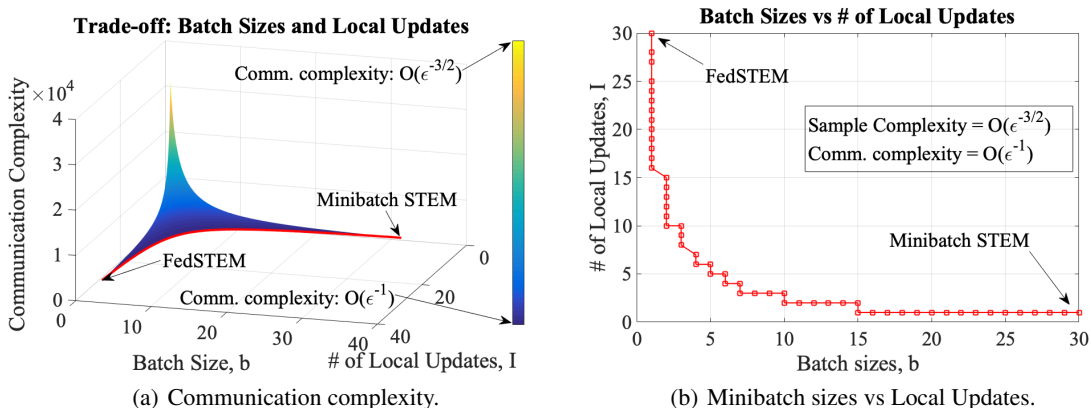 Trade-off: Batch Sizes and Local Updates
Comm. complexity: O(ϵ^{-3/2})
×10^4
4
3
2
1
0
Communication Complexity
Minibatch STEM
FedSTEM
Comm. complexity: O(ϵ^{-1})
0
10
20
30
40
Batch Size, b
0
20
40
# of Local Updates, I
(a) Communication complexity.
Batch Sizes vs # of Local Updates
30
25
20
15
10
5
0
# of Local Updates, I
FedSTEM
Sample Complexity = O(ϵ^{-3/2})
Comm. complexity = O(ϵ^{-1})
Minibatch STEM
0
5
10
15
20
25
30
Batch sizes, b
(b) Minibatch sizes vs Local Updates.